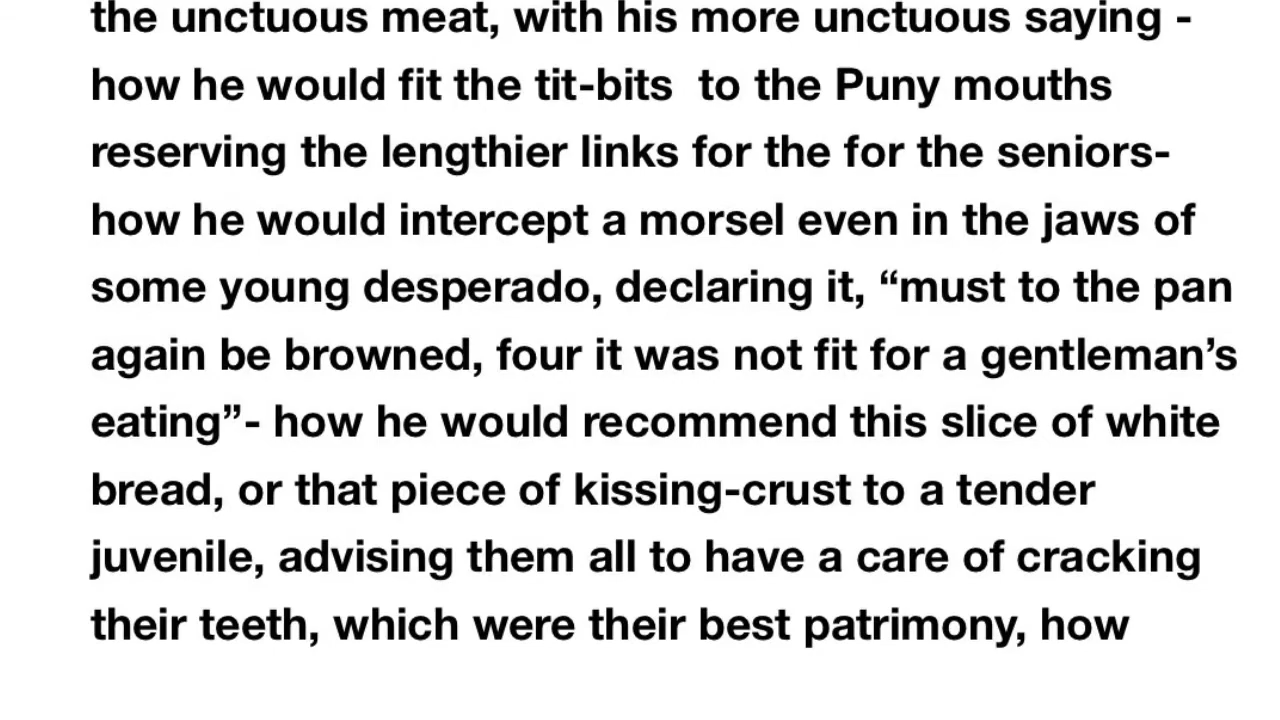 the unctuous meat, with his more unctuous saying -
how he would fit the tit-bits  to the Puny mouths
reserving the lengthier links for the for the seniors-
how he would intercept a morsel even in the jaws of
some young desperado, declaring it, “must to the pan
again be browned, four it was not fit for a gentleman’s
eating”- how he would recommend this slice of white
bread, or that piece of kissing-crust to a tender
juvenile, advising them all to have a care of cracking
their teeth, which were their best patrimony, how